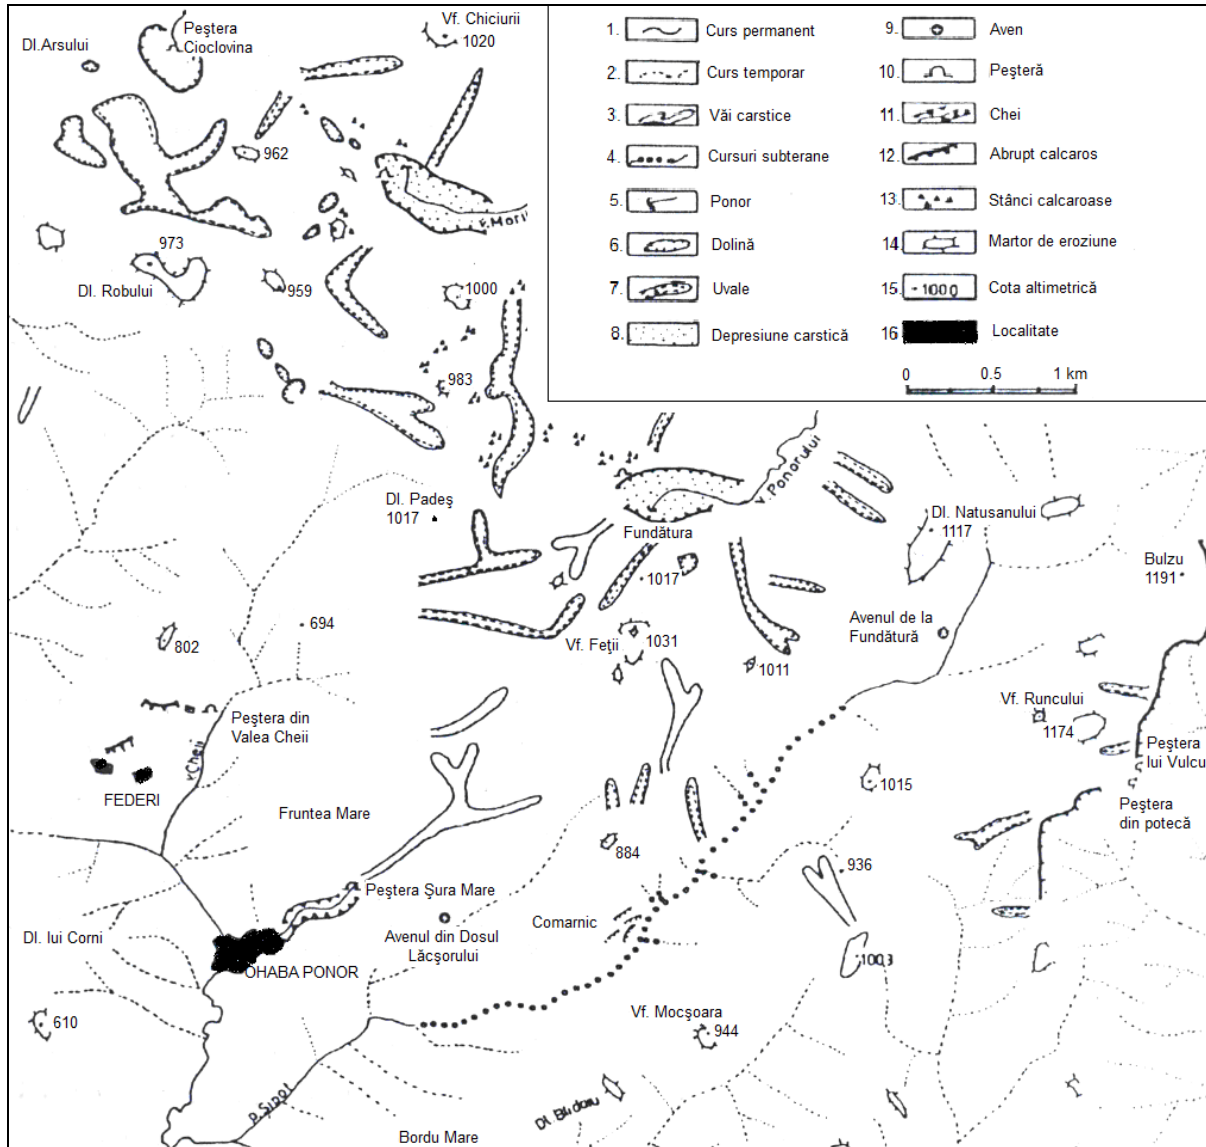 Peştera
Cioclovina
Dl.Arsului
Vf. Chiciurii
1020
962
v.Mori
973
Dl. Robului
959
1000
983
1. Curs permanent
2. Curs temporar
3. Văi carstice
4. Cursuri subterane
5. Ponor
6. Dolină
7. Uvale
8. Depresiune carstică
9. Aven
10. Peşteră
11. Chei
12. Abrupt calcaros
13. Stânci calcaroase
14. Martor de eroziune
15. 1000 Cota altimetrică
16 Localitate
0 0.5 1 km
v. Ponorului
Dl. Padeş
1017
Fundătura
Dl. Natusanului
1117
Bulzu
1191
1017
694
802
Vf. Feţii
1031
1011
Avenul de la
Fundătură
Vf. Runcului
1174
Peştera din
Valea Cheii
v.Cheii
Peştera
lui Vulcu
FEDERI
Fruntea Mare
1015
Peştera
din potecă
884
936
Peştera Şura Mare
Comarnic
Avenul din Dosul
Lăcşorului
Dl. lui Corni
OHABA PONOR
1003
610
Vf. Mocşoara
944
p. Şipot
Dl. Blidaru
Bordu Mare